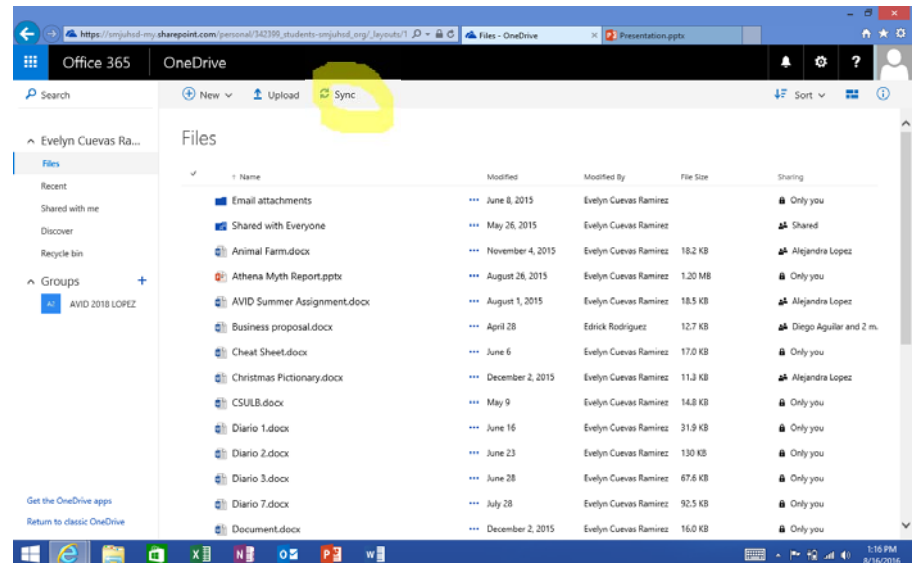 https://smjuhsd-my.sharepoint.com/personal/342399_students-smjuhsd_org/_layouts/1
Files - OneDrive
Presentation.pptx
Office 365
OneDrive
?
Search
New
Upload
Sync
Sort
Evelyn Cuevas Ra...
Files
Recent
Shared with me
Discover
Recycle bin
Groups +
A2 AVID 2018 LOPEZ
Get the OneDrive apps
Return to classic OneDrive
Files
Name Modified Modified By File Size Sharing
Email attachments ••• June 8, 2015 Evelyn Cuevas Ramirez Only you
Shared with Everyone ••• May 26, 2015 Evelyn Cuevas Ramirez Shared
Animal Farm.docx ••• November 4, 2015 Evelyn Cuevas Ramirez 18.2 KB Alejandra Lopez
Athena Myth Report.pptx ••• August 26, 2015 Evelyn Cuevas Ramirez 1.20 MB Only you
AVID Summer Assignment.docx ••• August 1, 2015 Evelyn Cuevas Ramirez 18.5 KB Alejandra Lopez
Business proposal.docx ••• April 28 Edrick Rodriguez 12.7 KB Diego Aguilar and 2 m.
Cheat Sheet.docx ••• June 6 Evelyn Cuevas Ramirez 17.0 KB Only you
Christmas Pictionary.docx ••• December 2, 2015 Evelyn Cuevas Ramirez 11.3 KB Alejandra Lopez
CSULB.docx ••• May 9 Evelyn Cuevas Ramirez 14.8 KB Only you
Diario 1.docx ••• June 16 Evelyn Cuevas Ramirez 31.9 KB Only you
Diario 2.docx ••• June 23 Evelyn Cuevas Ramirez 130 KB Only you
Diario 3.docx ••• June 28 Evelyn Cuevas Ramirez 67.6 KB Only you
Diario 7.docx ••• July 28 Evelyn Cuevas Ramirez 92.5 KB Only you
Document.docx ••• December 2, 2015 Evelyn Cuevas Ramirez 16.0 KB Only you
1:16 PM
8/16/2016